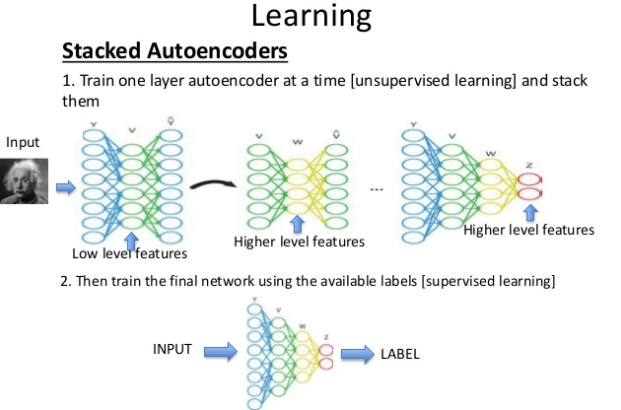 Learning
Stacked Autoencoders
1. Train one layer autoencoder at a time [unsupervised learning] and stack
them
Input
v v v̂
v w v̂
v v w z
...
Low level features
Higher level features
Higher level features
2. Then train the final network using the available labels [supervised learning]
v v w z
INPUT
LABEL